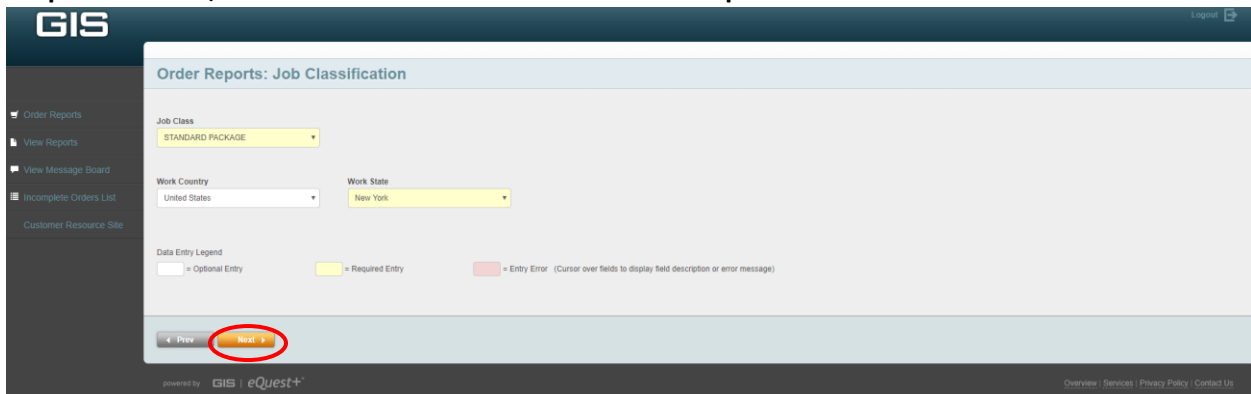 GIS
Logout
Order Reports: Job Classification
Order Reports
View Reports
View Message Board
Incomplete Orders List
Customer Resource Site
Job Class
STANDARD PACKAGE
Work Country
Work State
United States
New York
Data Entry Legend
= Optional Entry
= Required Entry
= Entry Error (Cursor over fields to display field description or error message)
Prev
Next
powered by GIS | eQuest+
Overview | Services | Privacy Policy | Contact Us